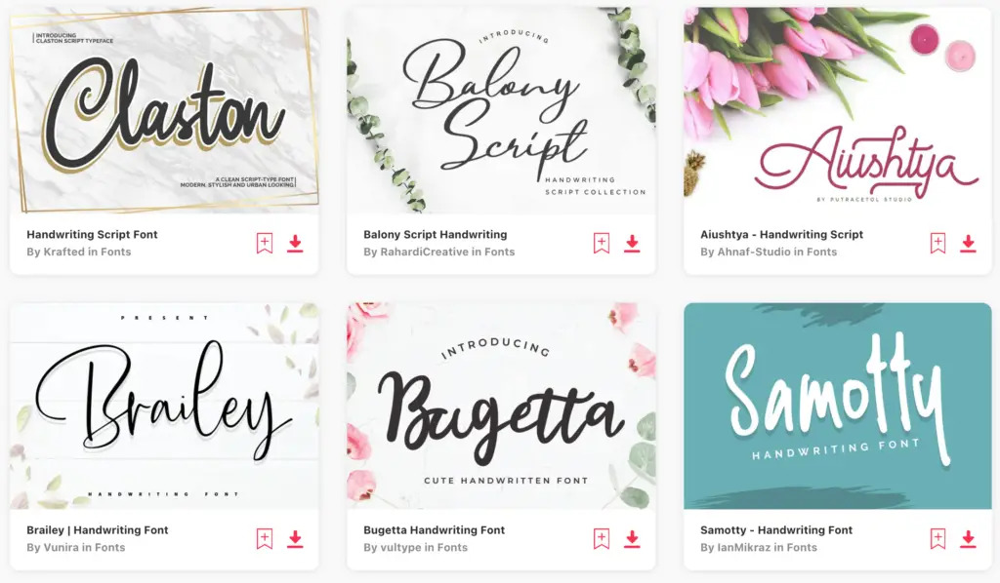 INTRODUCING
CLASTON SCRIPT TYPEFACE
Claston
A CLEAN SCRIPT-TYPE FONT
MODERN, STYLISH AND URBAN LOOKING
Handwriting Script Font
By Krafted in Fonts
INTRODUCING
Balony
Script
HANDWRITING
SCRIPT COLLECTION
Balony Script Handwriting
By RahardiCreative in Fonts
Aiushtya
BY PUTRACETOL STUDIO
Aiushtya - Handwriting Script
By Ahnaf-Studio in Fonts
PRESENT
Brailey
HANDWRITING FONT
Brailey | Handwriting Font
By Vunira in Fonts
INTRODUCING
Bugetta
CUTE HANDWRITTEN FONT
Bugetta Handwriting Font
By vultype in Fonts
Samotty
HANDWRITING FONT
Samotty - Handwriting Font
By IanMikraz in Fonts